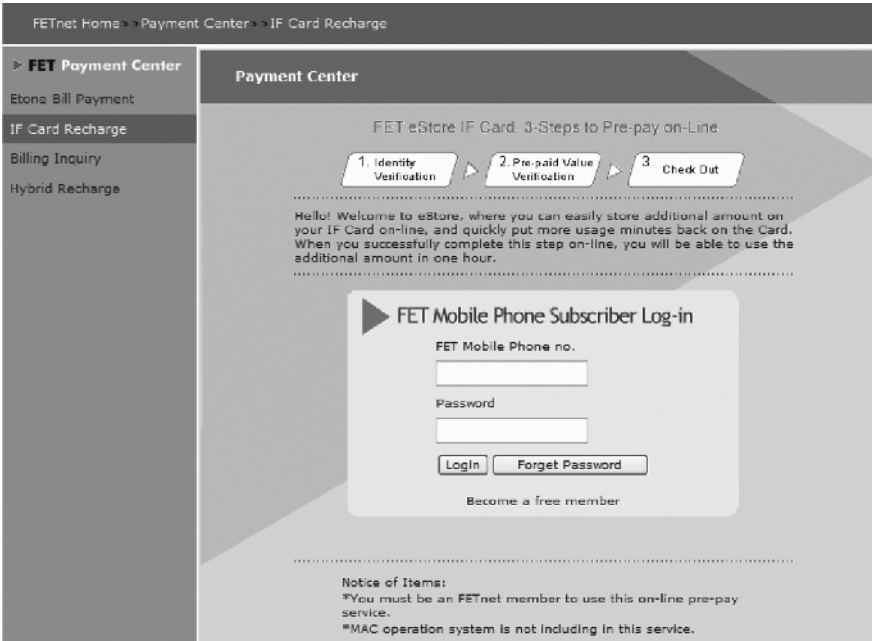 FETnet Home>>Payment Center>>IF Card Recharge
FET Payment Center
Etone Bill Payment
IF Card Recharge
Billing Inquiry
Hybrid Recharge
Payment Center
FET eStore IF Card. 3-Steps to Pre-pay on-Line
1. Identity
Verification
2. Pre-paid Value
Verification
3. Check Out
Hello! Welcome to eStore, where you can easily store additional amount on
your IF Card on-line, and quickly put more usage minutes back on the Card.
When you successfully complete this step on-line, you will be able to use the
additional amount in one hour.
FET Mobile Phone Subscriber Log-in
FET Mobile Phone no.
Password
Login Forget Password
Become a free member
Notice of Items:
*You must be an FETnet member to use this on-line pre-pay
service.
*MAC operation system is not including in this service.